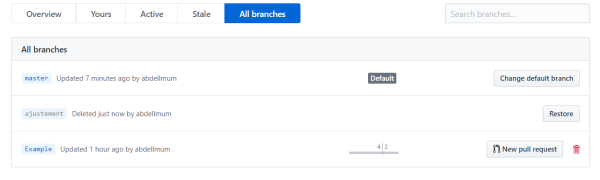 Overview Yours Active Stale All branches Search branches...
All branches
master Updated 7 minutes ago by abdellmum Default Change default branch
ajustement Deleted just now by abdellmum Restore
Example Updated 1 hour ago by abdellmum 4 2 New pull request